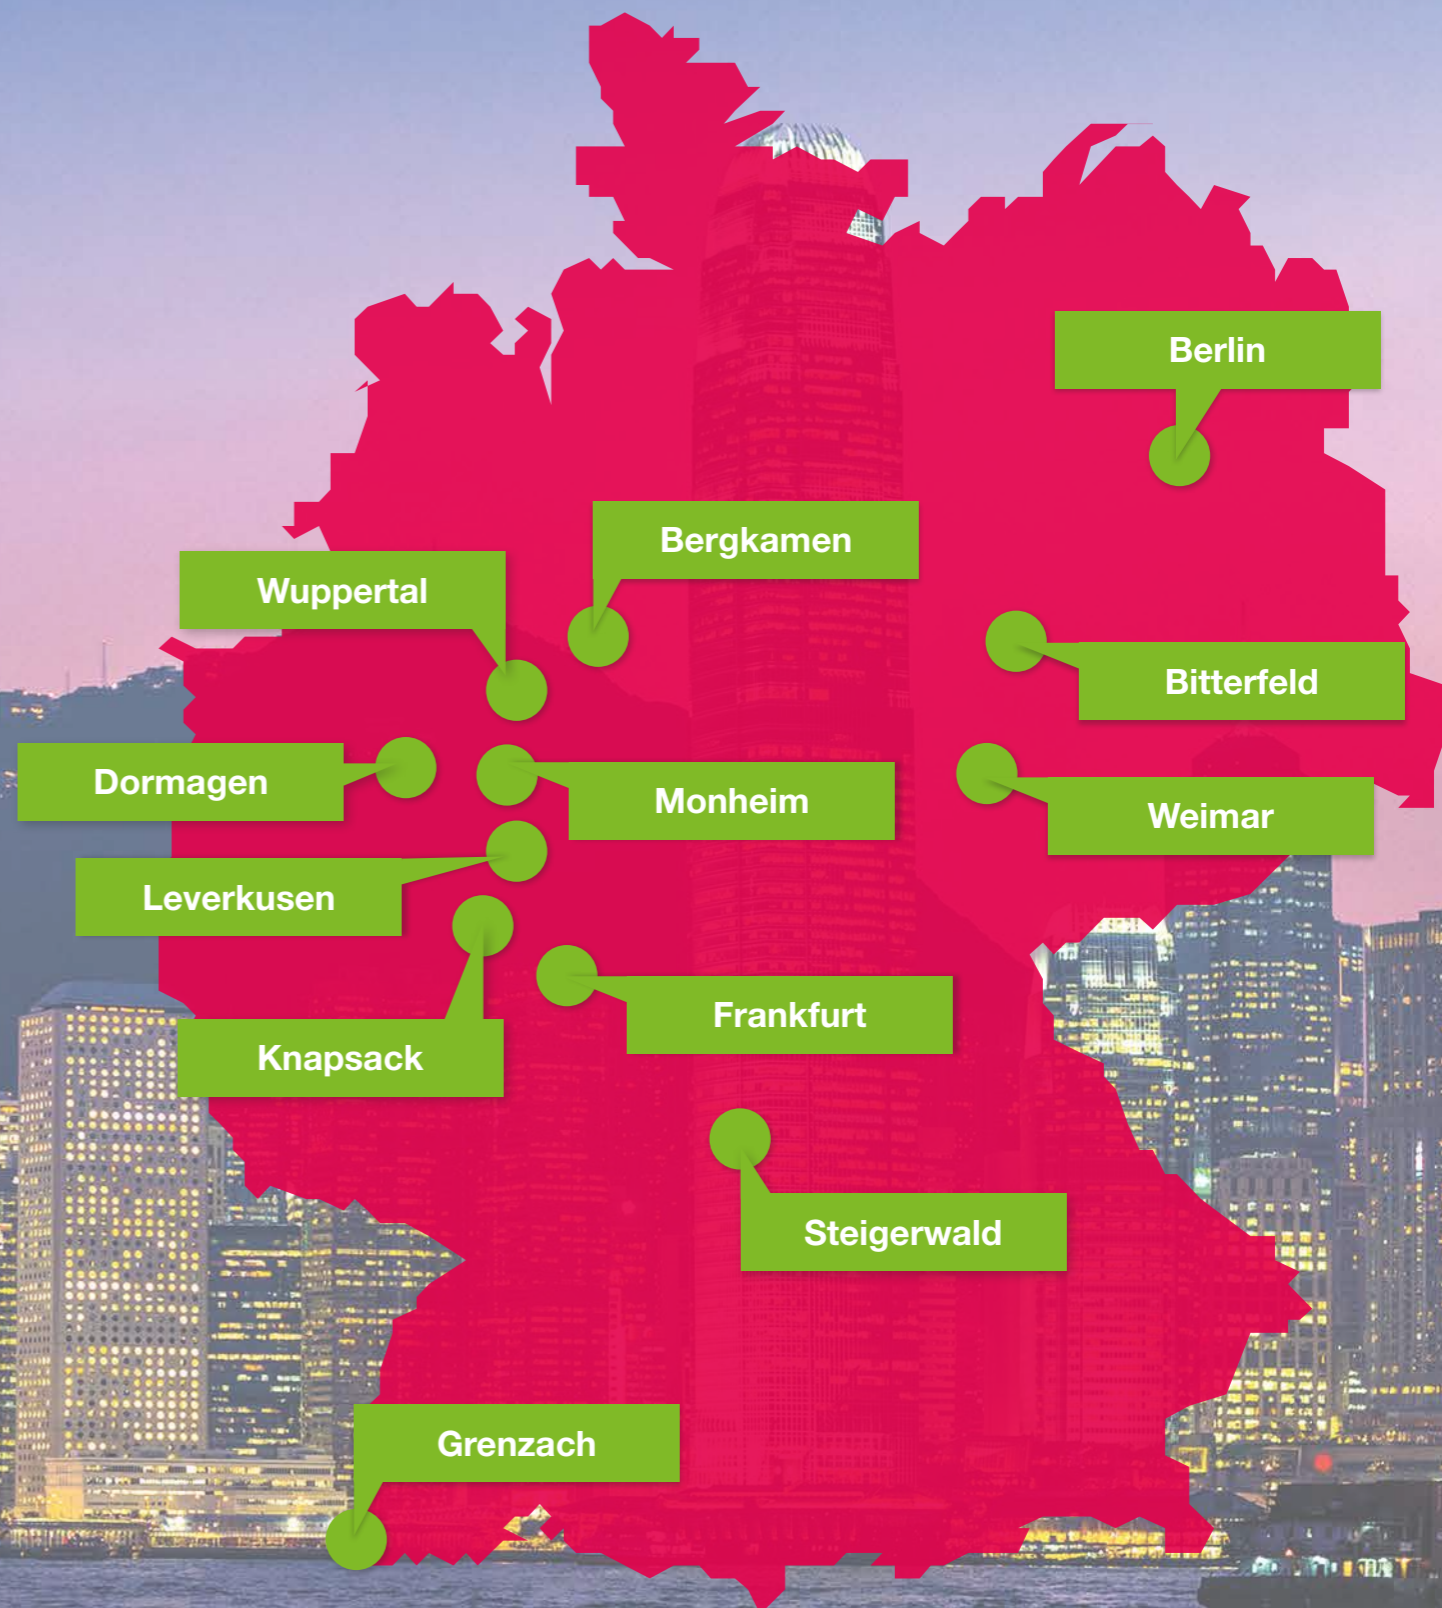 Berlin
Bergkamen
Wuppertal
Bitterfeld
Dormagen
Monheim
Weimar
Leverkusen
Frankfurt
Knapsack
Steigerwald
Grenzach